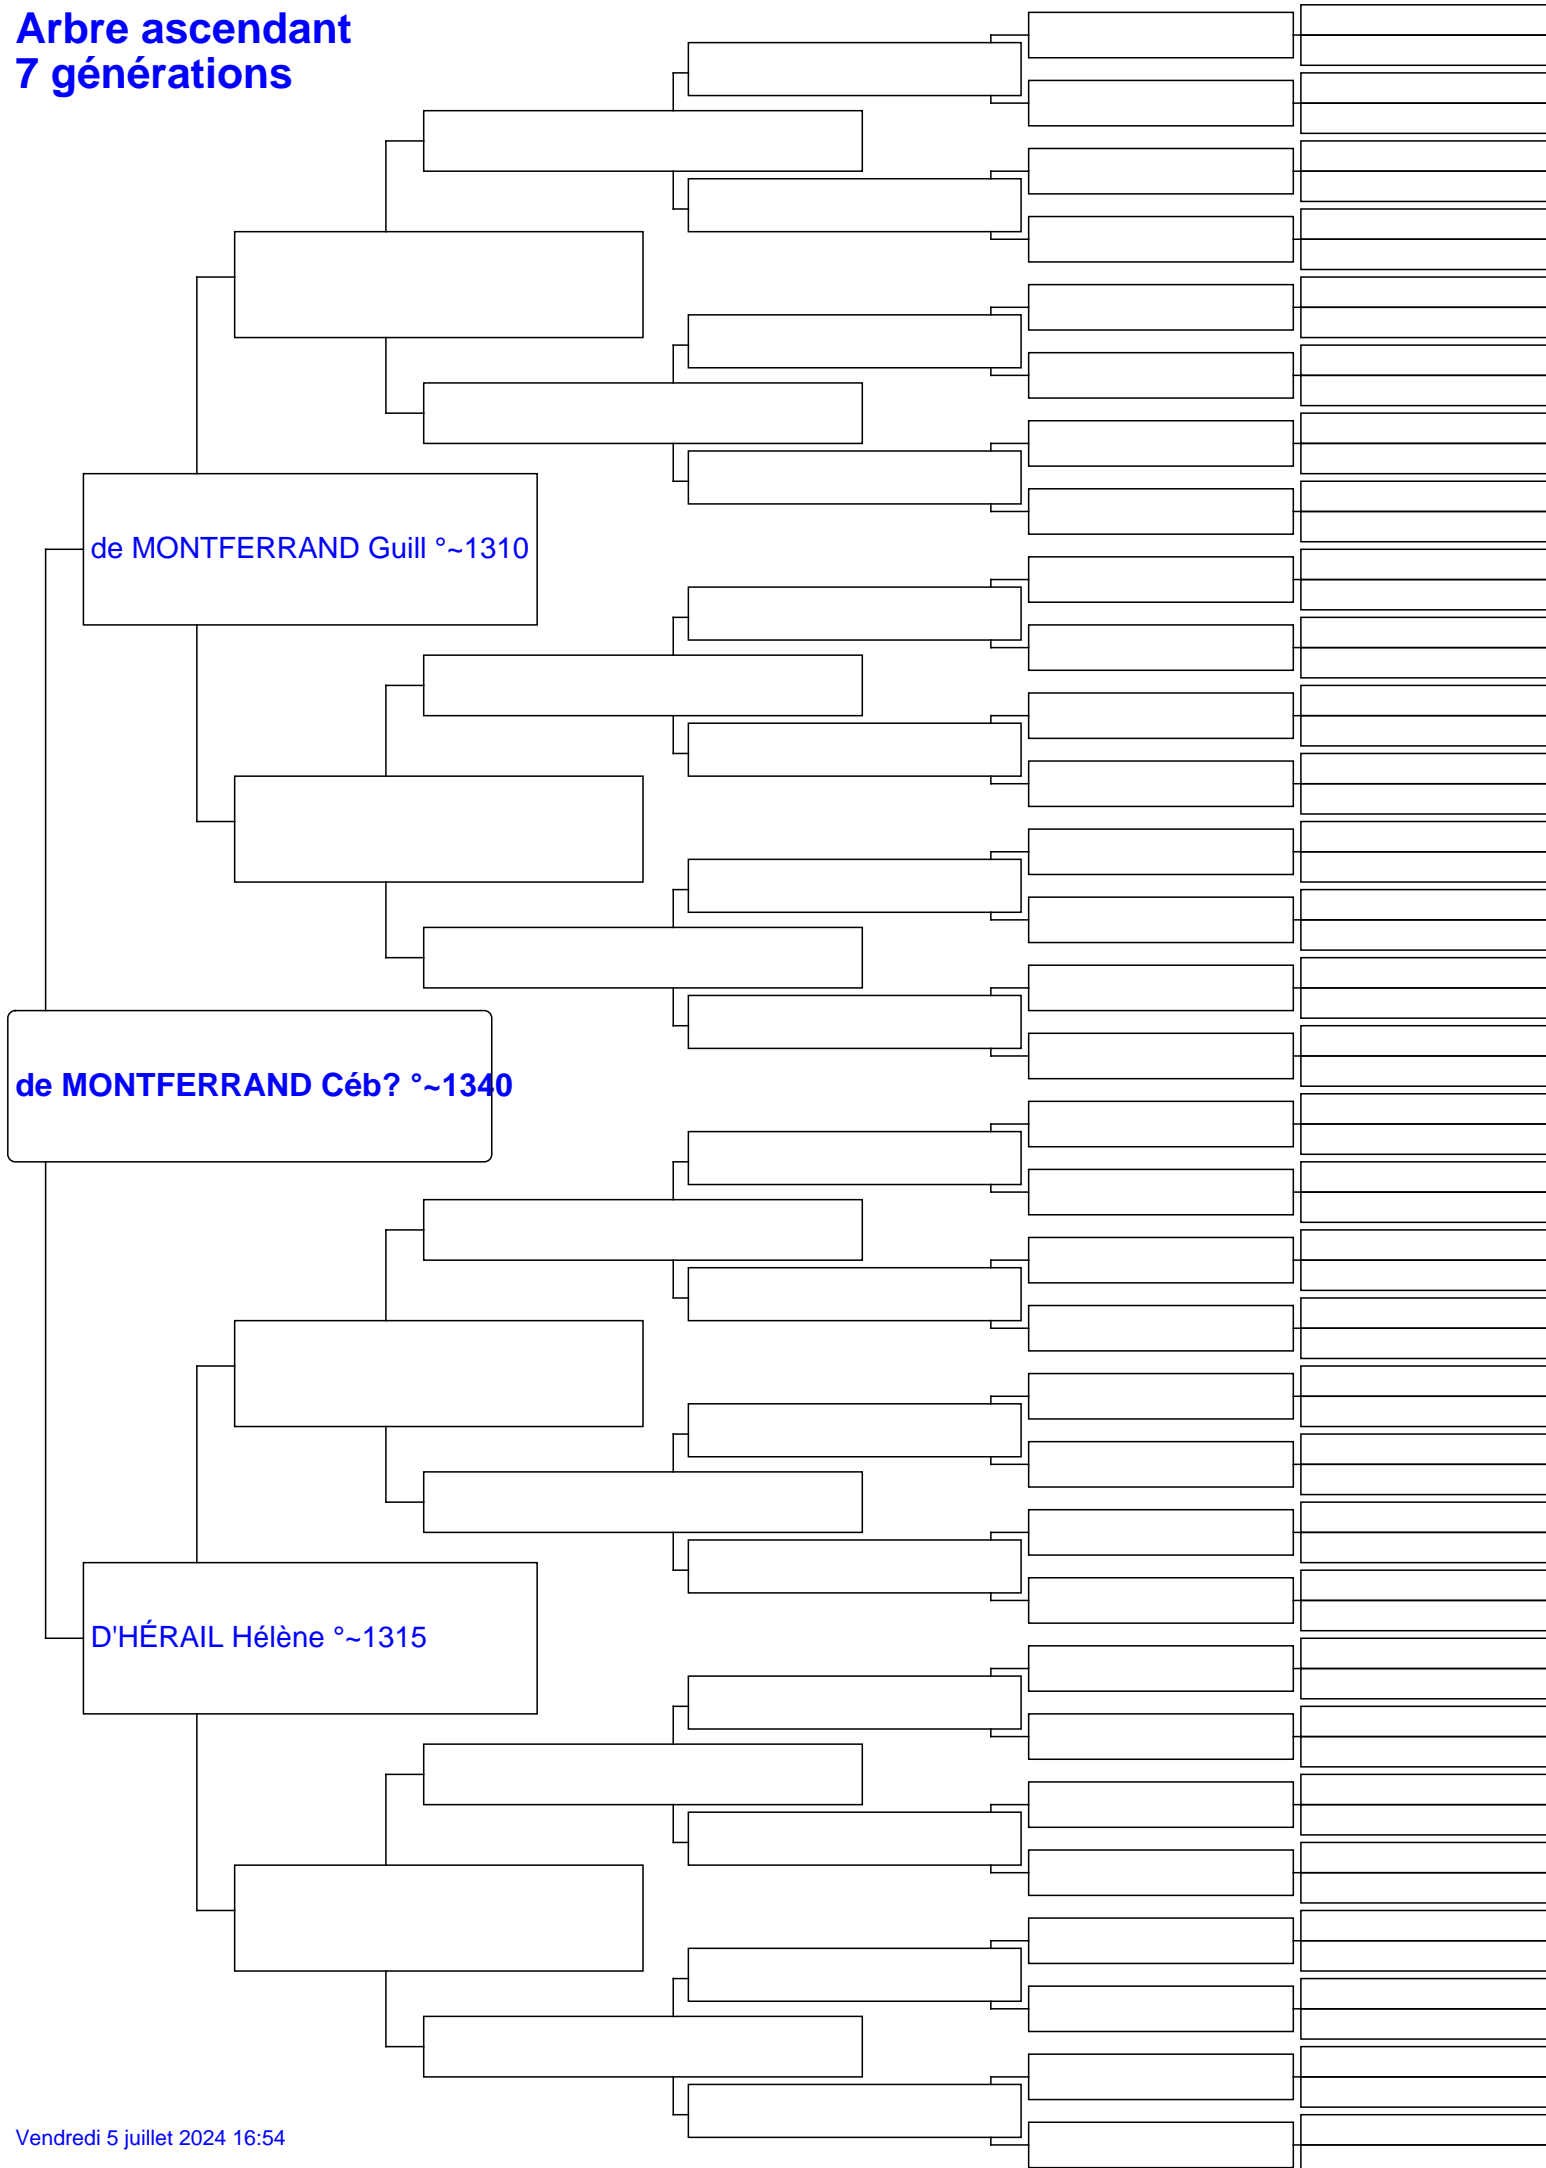 Arbre ascendant
7 générations
de MONTFERRAND Guill °~1310
de MONTFERRAND Céb? °~1340
D'HÉRAIL Hélène °~1315
Vendredi 5 juillet 2024 16:54